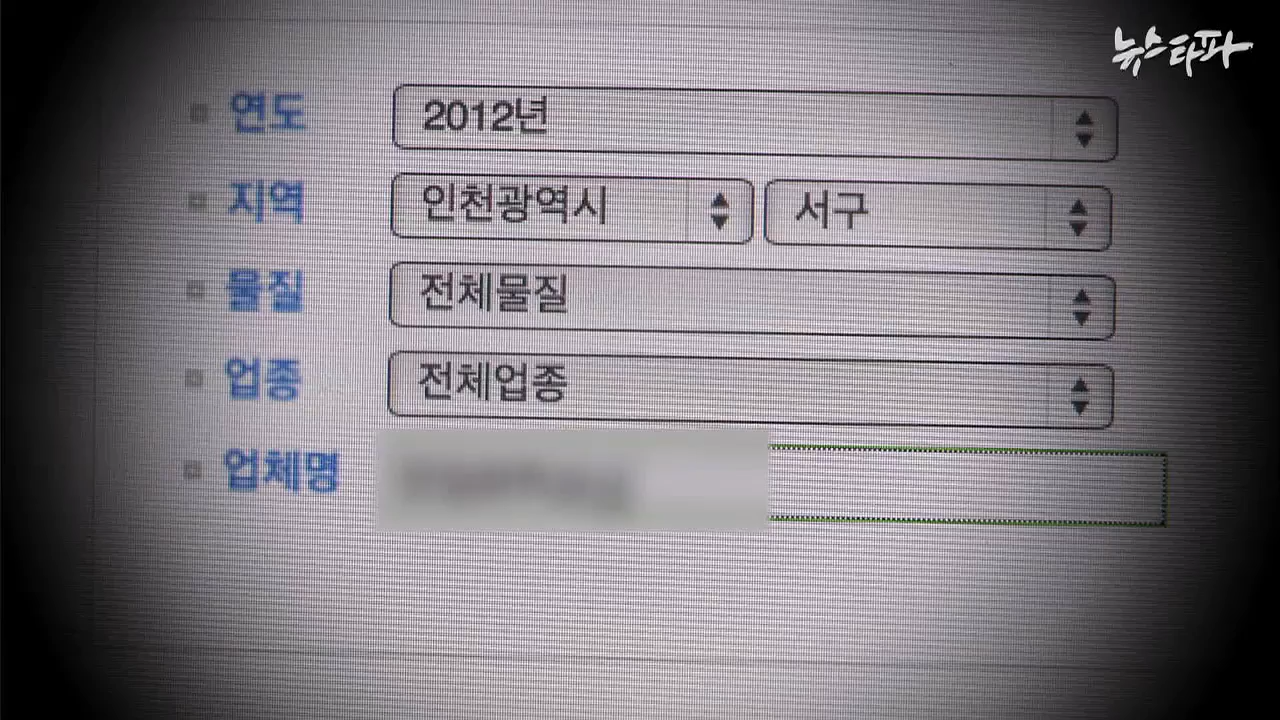 뉴스타파
연도 2012년
지역 인천광역시 서구
물질 전체물질
업종 전체업종
업체명